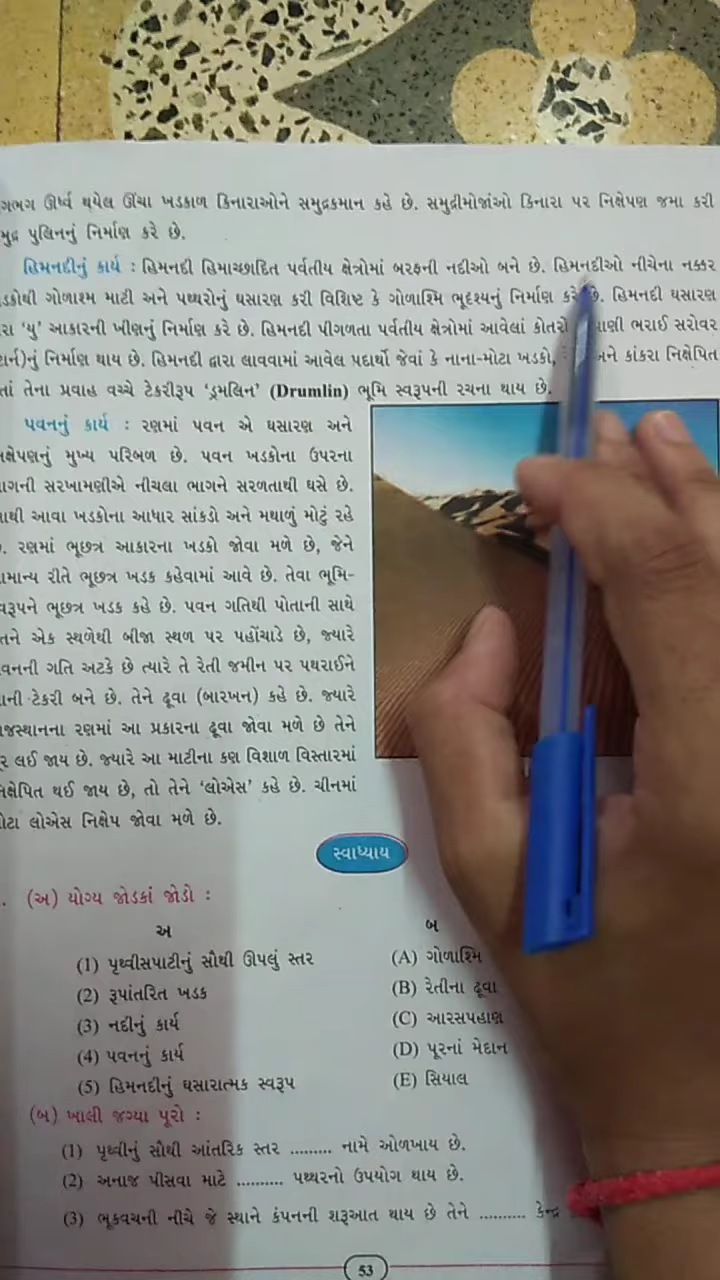 ઊર્ધ્વ થયેલ ઊંચા ખડકાળ કિનારાઓને સમુદ્રકમાન કહે છે. સમુદ્રીમોજાંઓ કિનારા પર નિક્ષેપણ જમા કરી
પુલિનનું નિર્માણ કરે છે.
હિમનદીનું કાર્ય : હિમનદી હિમાચ્છાદિત પર્વતીય ક્ષેત્રોમાં બરફની નદીઓ બને છે. હિમનદીઓ નીચેના નક્કર
ગોળાશ્મ માટી અને પથ્થરોનું ઘસારણ કરી વિશિષ્ટ કે ગોળાશ્મિ ભૂદૃશ્યનું નિર્માણ કરે છે. હિમનદી ઘસારણ
‘યુ’ આકારની ખીણનું નિર્માણ કરે છે. હિમનદી પીગળતા પર્વતીય ક્ષેત્રોમાં આવેલાં પાણી ભરાઈ સરોવર
નિર્માણ થાય છે. હિમનદી દ્વારા લાવવામાં આવેલ પદાર્થો જેવાં કે નાના-મોટા ખડકો, અને કાંકરા નિક્ષેપિત
તેના પ્રવાહ વચ્ચે ટેકરીરૂપ ‘ડ્રમલિન’ (Drumlin) ભૂમિ સ્વરૂપની રચના થાય છે.
પવનનું કાર્ય : રણમાં પવન એ ઘસારણ અને
મુખ્ય પરિબળ છે. પવન ખડકોના ઉપરના
સરખામણીએ નીચલા ભાગને સરળતાથી ઘસે છે.
આવા ખડકોના આધાર સાંકડો અને મથાળું મોટું રહે
રણમાં ભૂછત્ર આકારના ખડકો જોવા મળે છે, જેને
રીતે ભૂછત્ર ખડક કહેવામાં આવે છે. તેવા ભૂમિ-
ભૂછત્ર ખડક કહે છે. પવન ગતિથી પોતાની સાથે
એક સ્થળેથી બીજા સ્થળ પર પહોંચાડે છે, જ્યારે
ગતિ અટકે છે ત્યારે તે રેતી જમીન પર પથરાઈને
ટેકરી બને છે. તેને ઢૂવા (બારખન) કહે છે. જ્યારે
રણમાં આ પ્રકારના ઢૂવા જોવા મળે છે તેને
લઈ જાય છે. જ્યારે આ માટીના કણ વિશાળ વિસ્તારમાં
થઈ જાય છે, તો તેને ‘લોએસ’ કહે છે. ચીનમાં
લોએસ નિક્ષેપ જોવા મળે છે.
સ્વાધ્યાય
(અ) યોગ્ય જોડકાં જોડો :
અ બ
(1) પૃથ્વીસપાટીનું સૌથી ઊપલું સ્તર (A) ગોળાશ્મિ
(2) રૂપાંતરિત ખડક (B) રેતીના ઢૂવા
(3) નદીનું કાર્ય (C) આરસપહાણ
(4) પવનનું કાર્ય (D) પૂરનાં મેદાન
(5) હિમનદીનું ઘસારાત્મક સ્વરૂપ (E) સિયાલ
(બ) ખાલી જગ્યા પૂરો :
(1) પૃથ્વીનું સૌથી આંતરિક સ્તર ......... નામે ઓળખાય છે.
(2) અનાજ પીસવા માટે .......... પથ્થરનો ઉપયોગ થાય છે.
(3) ભૂકવચની નીચે જે સ્થાને કંપનની શરૂઆત થાય છે તેને .......... કેન્દ્ર
53